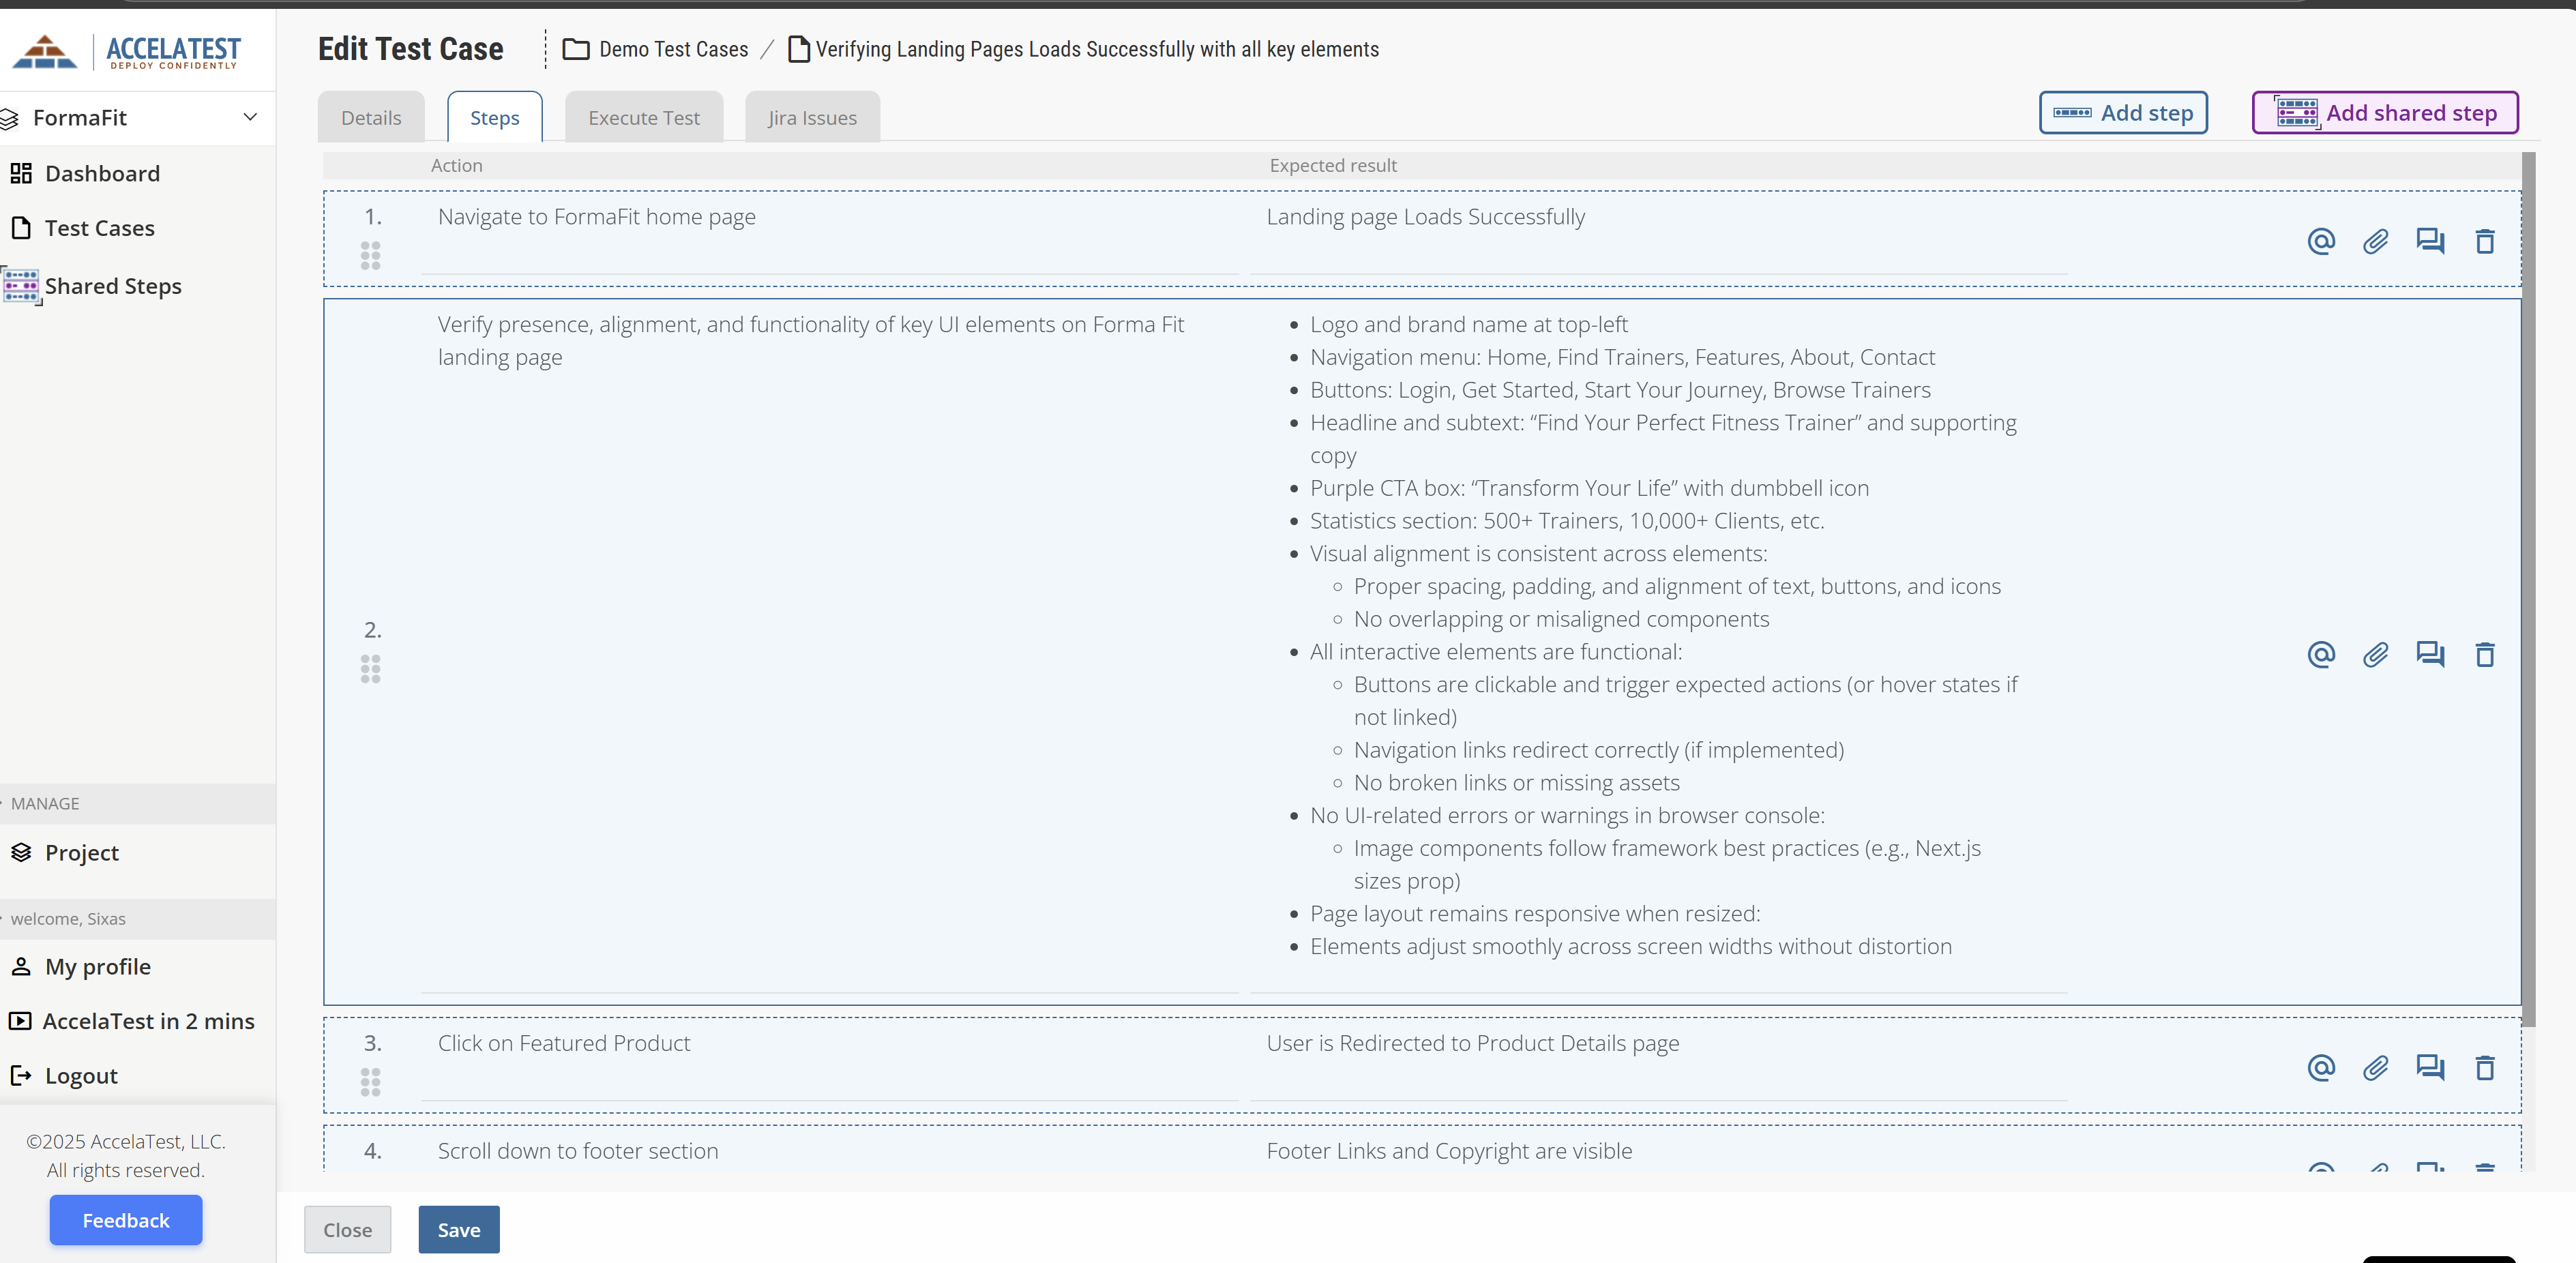 ACCELATEST
DEPLOY CONFIDENTLY
FormaFit
Dashboard
Test Cases
Shared Steps
MANAGE
Project
welcome, Sixas
My profile
AccelaTest in 2 mins
Logout
©2025 AccelaTest, LLC.
All rights reserved.
Feedback
Edit Test Case
Demo Test Cases / Verifying Landing Pages Loads Successfully with all key elements
Details
Steps
Execute Test
Jira Issues
Add step
Add shared step
Action
Expected result
1.
Navigate to FormaFit home page
Landing page Loads Successfully
2.
Verify presence, alignment, and functionality of key UI elements on Forma Fit
landing page
Logo and brand name at top-left
Navigation menu: Home, Find Trainers, Features, About, Contact
Buttons: Login, Get Started, Start Your Journey, Browse Trainers
Headline and subtext: “Find Your Perfect Fitness Trainer” and supporting
copy
Purple CTA box: “Transform Your Life” with dumbbell icon
Statistics section: 500+ Trainers, 10,000+ Clients, etc.
Visual alignment is consistent across elements:
Proper spacing, padding, and alignment of text, buttons, and icons
No overlapping or misaligned components
All interactive elements are functional:
Buttons are clickable and trigger expected actions (or hover states if
not linked)
Navigation links redirect correctly (if implemented)
No broken links or missing assets
No UI-related errors or warnings in browser console:
Image components follow framework best practices (e.g., Next.js
sizes prop)
Page layout remains responsive when resized:
Elements adjust smoothly across screen widths without distortion
3.
Click on Featured Product
User is Redirected to Product Details page
4.
Scroll down to footer section
Footer Links and Copyright are visible
Close
Save